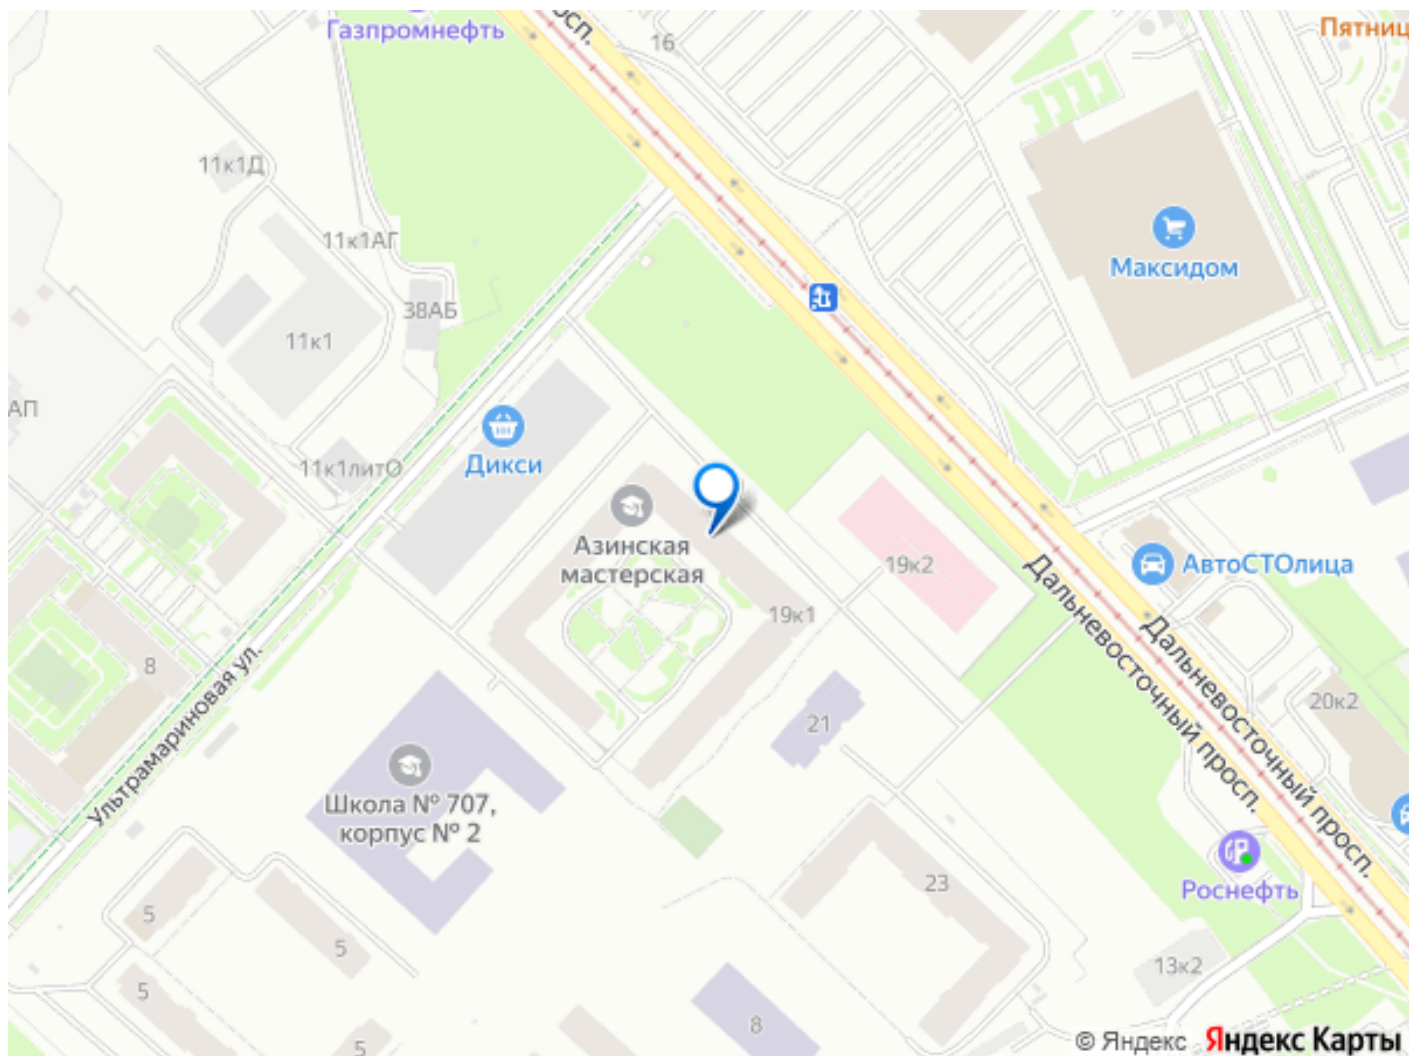 Газпромнефть
просп.
16
Пятниц
11к1Д
11к1АГ
38АБ
11к1
Максидом
АП
11к1литО
Дикси
Азинская
мастерская
19к2
АвтоСТОлица
19к1
8
Ультрамариновая ул.
21
Дальневосточный просп.
Дальневосточный просп.
20к2
Школа № 707,
корпус № 2
Роснефть
23
5
5
13к2
5
8
5
© Яндекс Яндекс Карты